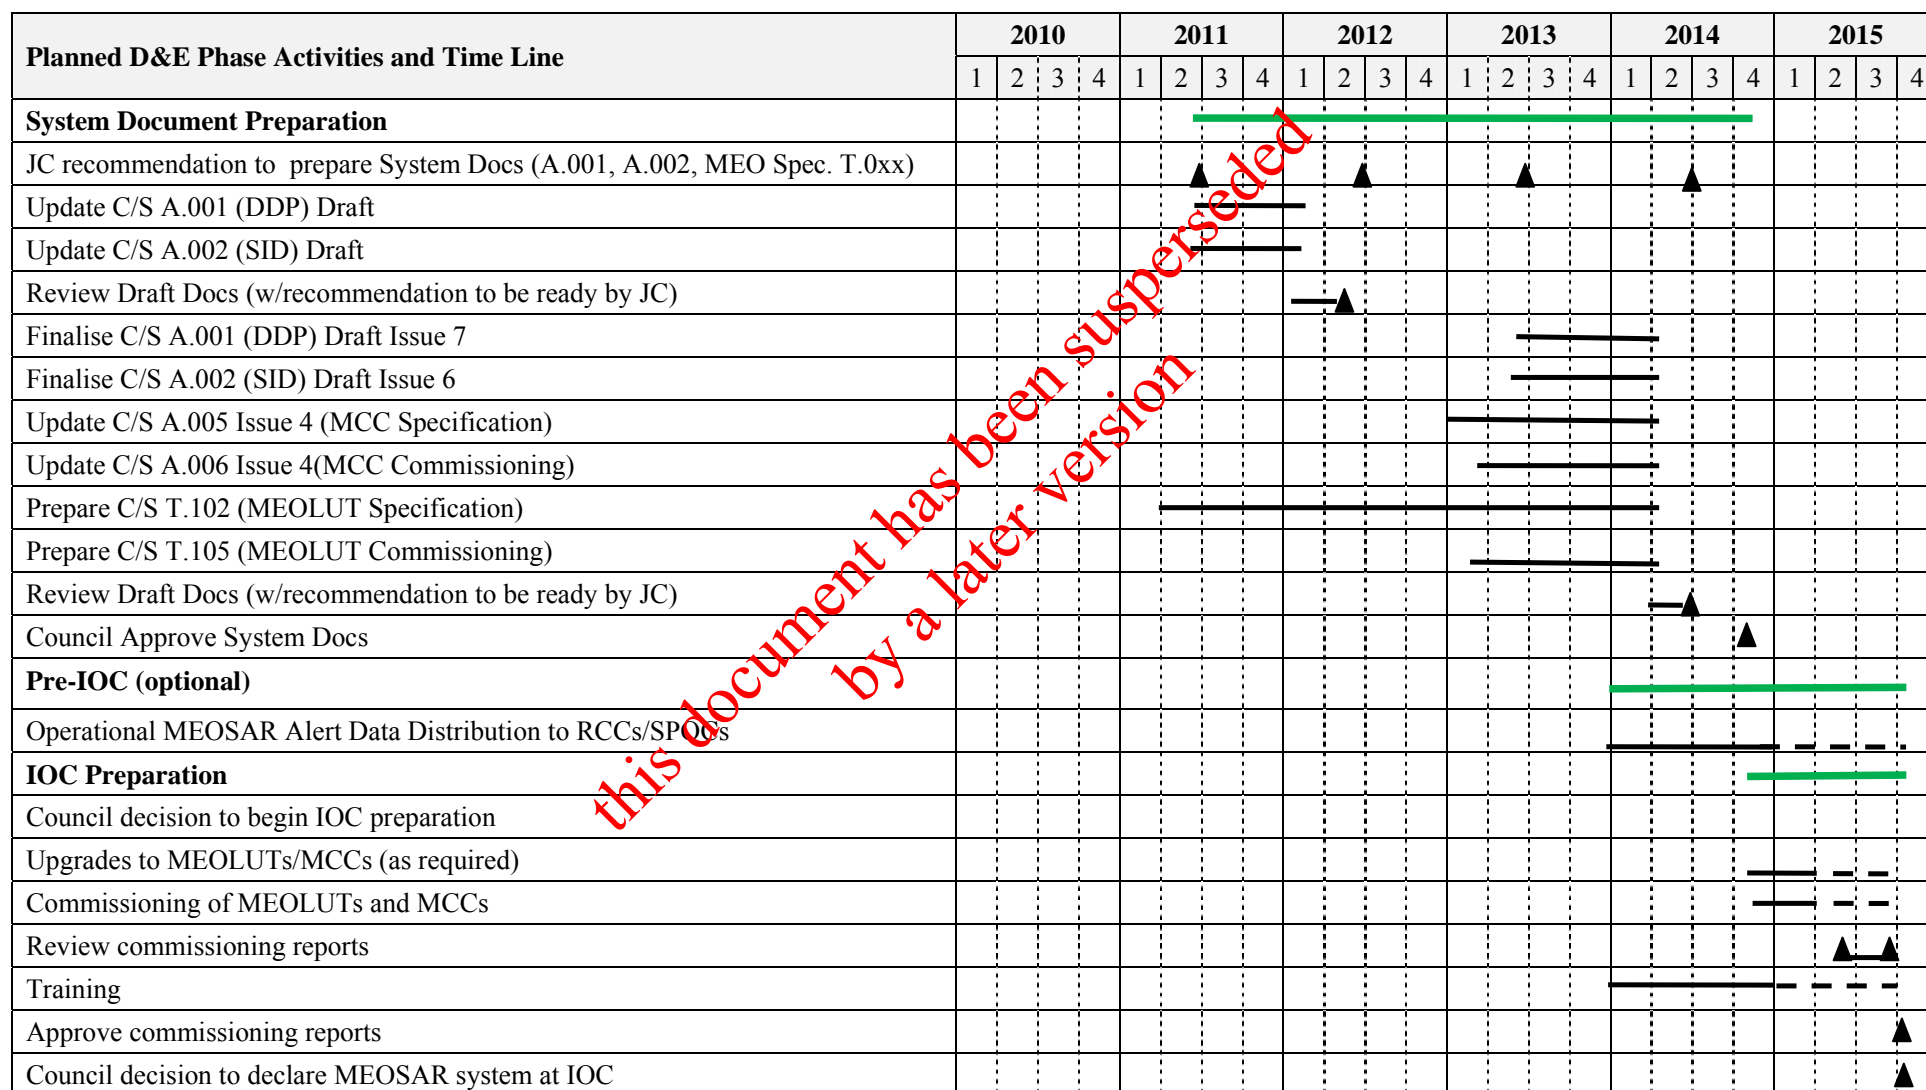 Planned D&E Phase Activities and Time Line
2010 2011 2012 2013 2014 2015
1 2 3 4 1 2 3 4 1 2 3 4 1 2 3 4 1 2 3 4 1 2 3 4
System Document Preparation
JC recommendation to prepare System Docs (A.001, A.002, MEO Spec. T.0xx)
Update C/S A.001 (DDP) Draft
Update C/S A.002 (SID) Draft
Review Draft Docs (w/recommendation to be ready by JC)
Finalise C/S A.001 (DDP) Draft Issue 7
Finalise C/S A.002 (SID) Draft Issue 6
Update C/S A.005 Issue 4 (MCC Specification)
Update C/S A.006 Issue 4(MCC Commissioning)
Prepare C/S T.102 (MEOLUT Specification)
Prepare C/S T.105 (MEOLUT Commissioning)
Review Draft Docs (w/recommendation to be ready by JC)
Council Approve System Docs
Pre-IOC (optional)
Operational MEOSAR Alert Data Distribution to RCCs/SPOCs
IOC Preparation
Council decision to begin IOC preparation
Upgrades to MEOLUTs/MCCs (as required)
Commissioning of MEOLUTs and MCCs
Review commissioning reports
Training
Approve commissioning reports
Council decision to declare MEOSAR system at IOC
this document has been superseded
by a later version